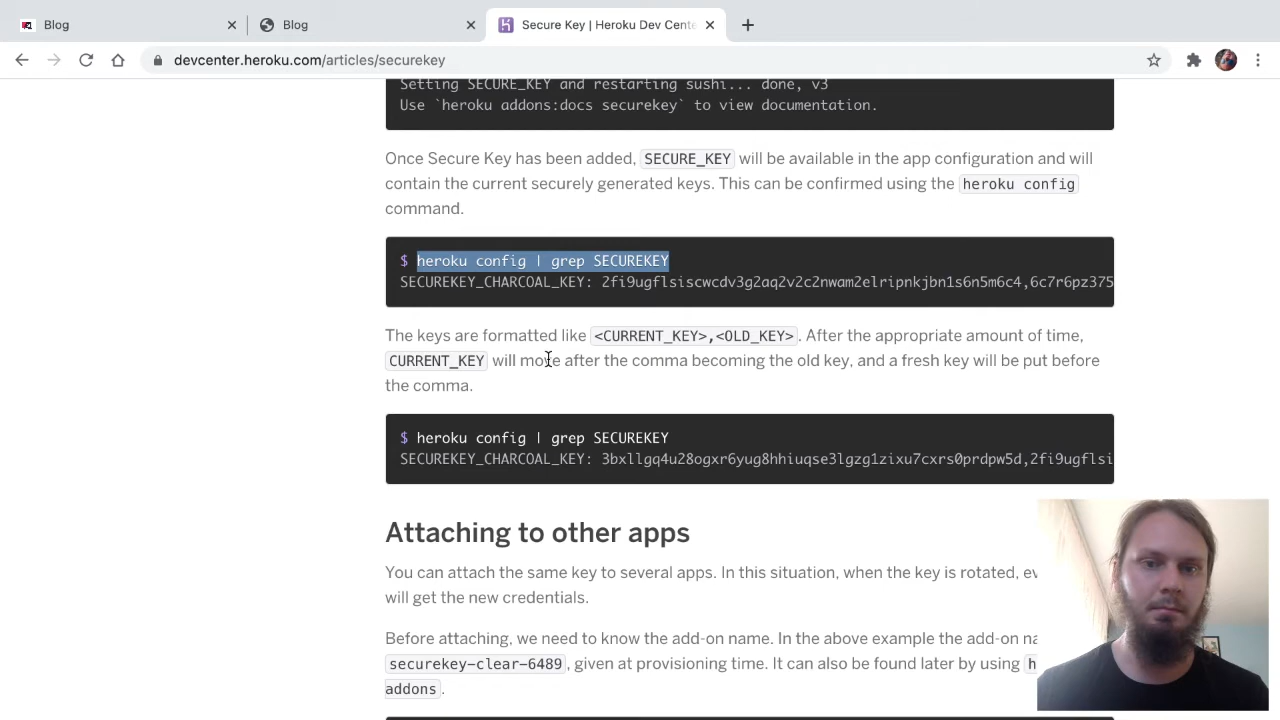 Blog
Blog
Secure Key | Heroku Dev Cente
devcenter.heroku.com/articles/securekey
Setting SECURE_KEY and restarting sushi... done, v3
Use `heroku addons:docs securekey` to view documentation.
Once Secure Key has been added, SECURE_KEY will be available in the app configuration and will
contain the current securely generated keys. This can be confirmed using the heroku config
command.
$ heroku config | grep SECUREKEY
SECUREKEY_CHARCOAL_KEY: 2fi9ugflsiscwcdv3g2aq2v2c2nwam2elripnkjbn1s6n5m6c4,6c7r6pz375
The keys are formatted like <CURRENT_KEY>,<OLD_KEY>. After the appropriate amount of time,
CURRENT_KEY will move after the comma becoming the old key, and a fresh key will be put before
the comma.
$ heroku config | grep SECUREKEY
SECUREKEY_CHARCOAL_KEY: 3bxllgq4u28ogxr6yug8hhiuqse3lgzg1zixu7cxrs0prdpw5d,2fi9ugflsi
Attaching to other apps
You can attach the same key to several apps. In this situation, when the key is rotated, ev
will get the new credentials.
Before attaching, we need to know the add-on name. In the above example the add-on na
securekey-clear-6489, given at provisioning time. It can also be found later by using h
addons.